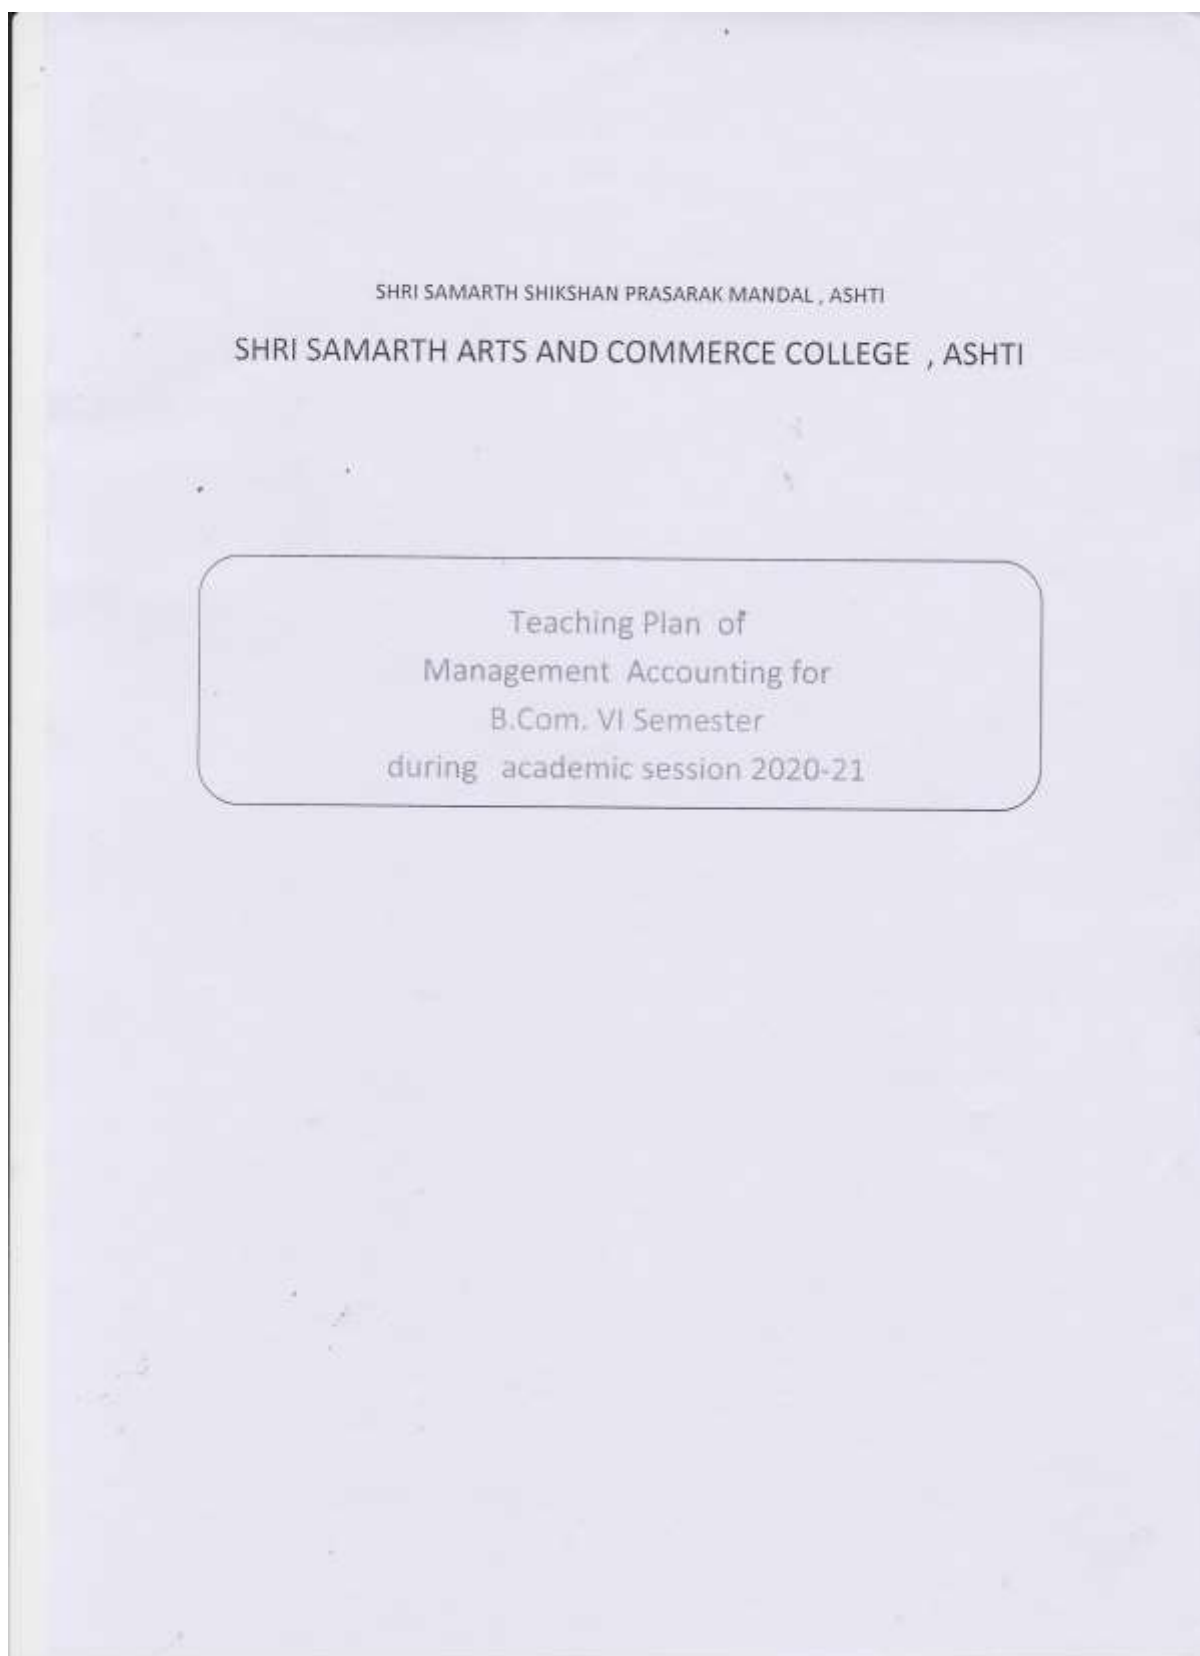 SHRI SAMARTH SHIKSHAN PRASARAK MANDAL , ASHTI
SHRI SAMARTH ARTS AND COMMERCE COLLEGE , ASHTI
Teaching Plan of
Management Accounting for
B.Com. VI Semester
during academic session 2020-21